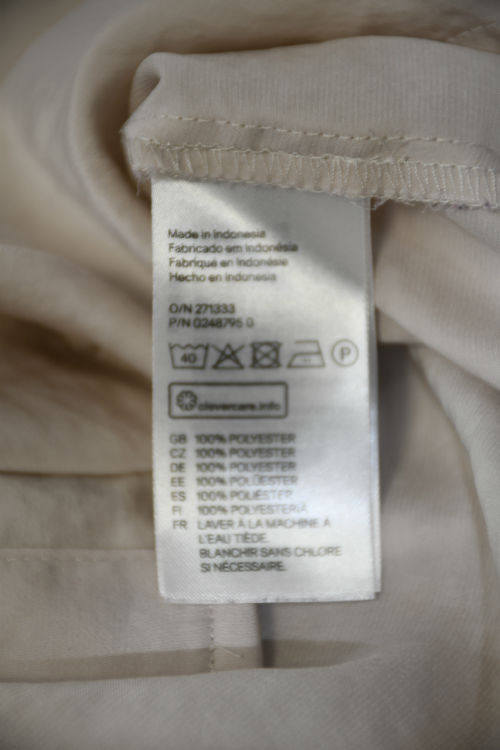 Made in Indonesia
Fabricado em Indonésia
Fabriqué en Indonésie
Hecho en Indonesia
O/N 271333
P/N 0248795 0
40 P
clevercare.info
GB 100% POLYESTER
CZ 100% POLYESTER
DE 100% POLYESTER
EE 100% POLÜESTER
ES 100% POLIÉSTER
FI 100% POLYESTERIÄ
FR LAVER À LA MACHINE À
L'EAU TIÈDE.
BLANCHIR SANS CHLORE
SI NÉCESSAIRE.